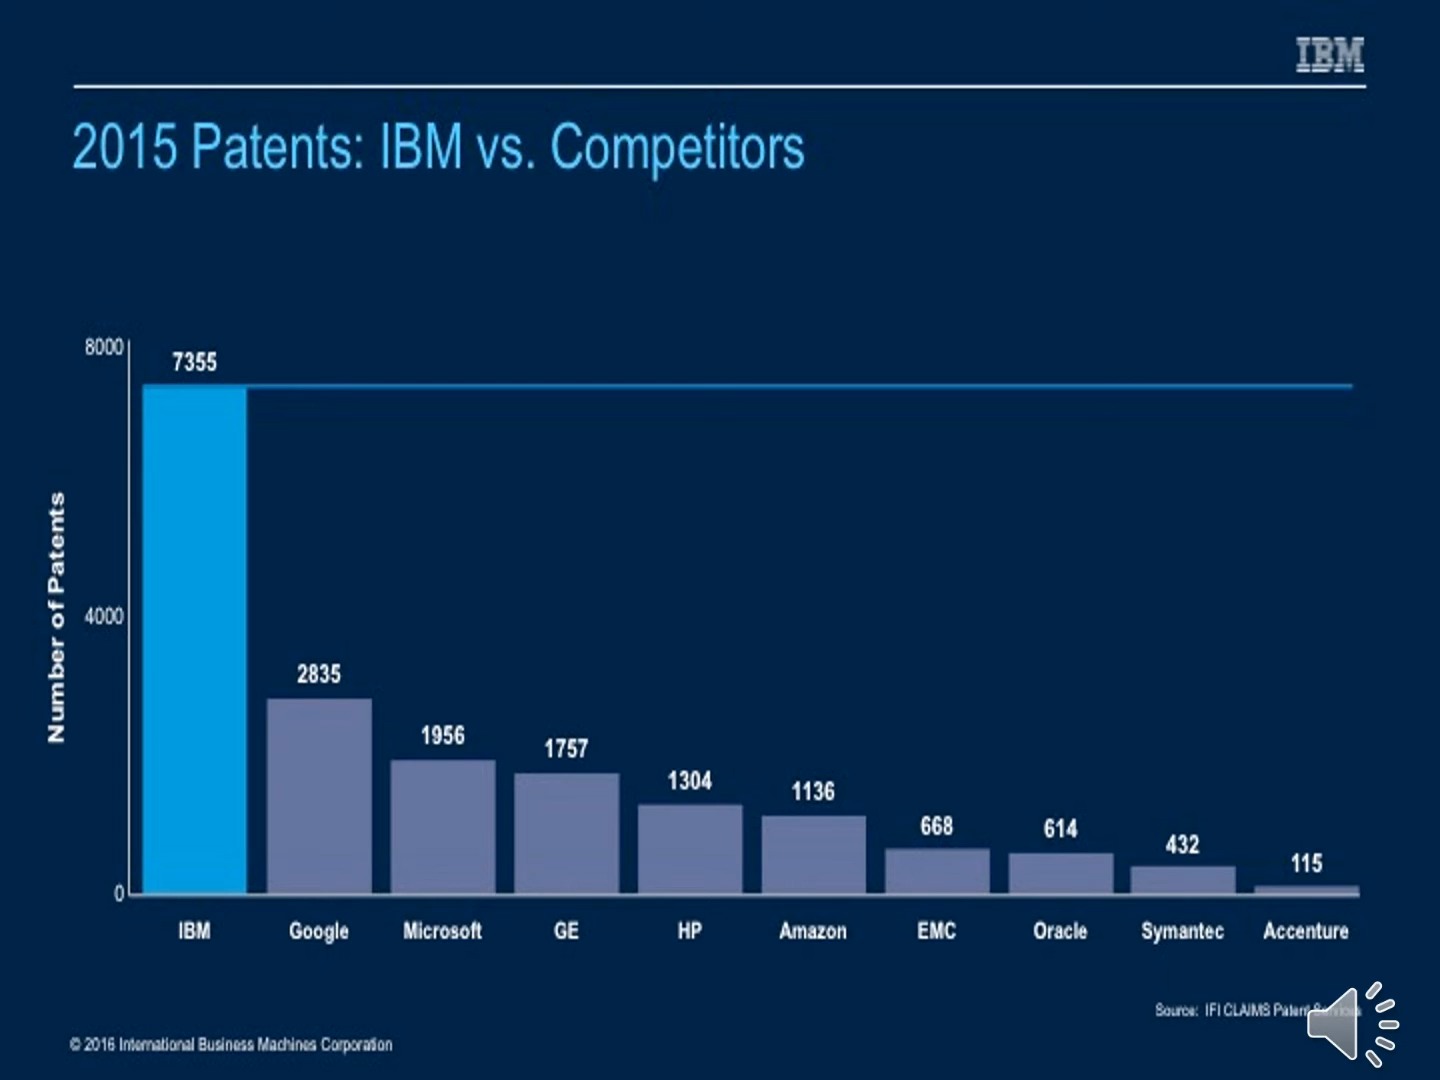 IBM
2015 Patents: IBM vs. Competitors
8000
4000
0
Number of Patents
7355
2835
1956
1757
1304
1136
668
614
432
115
IBM Google Microsoft GE HP Amazon EMC Oracle Symantec Accenture
Source: IFI CLAIMS Patent Services
© 2016 International Business Machines Corporation